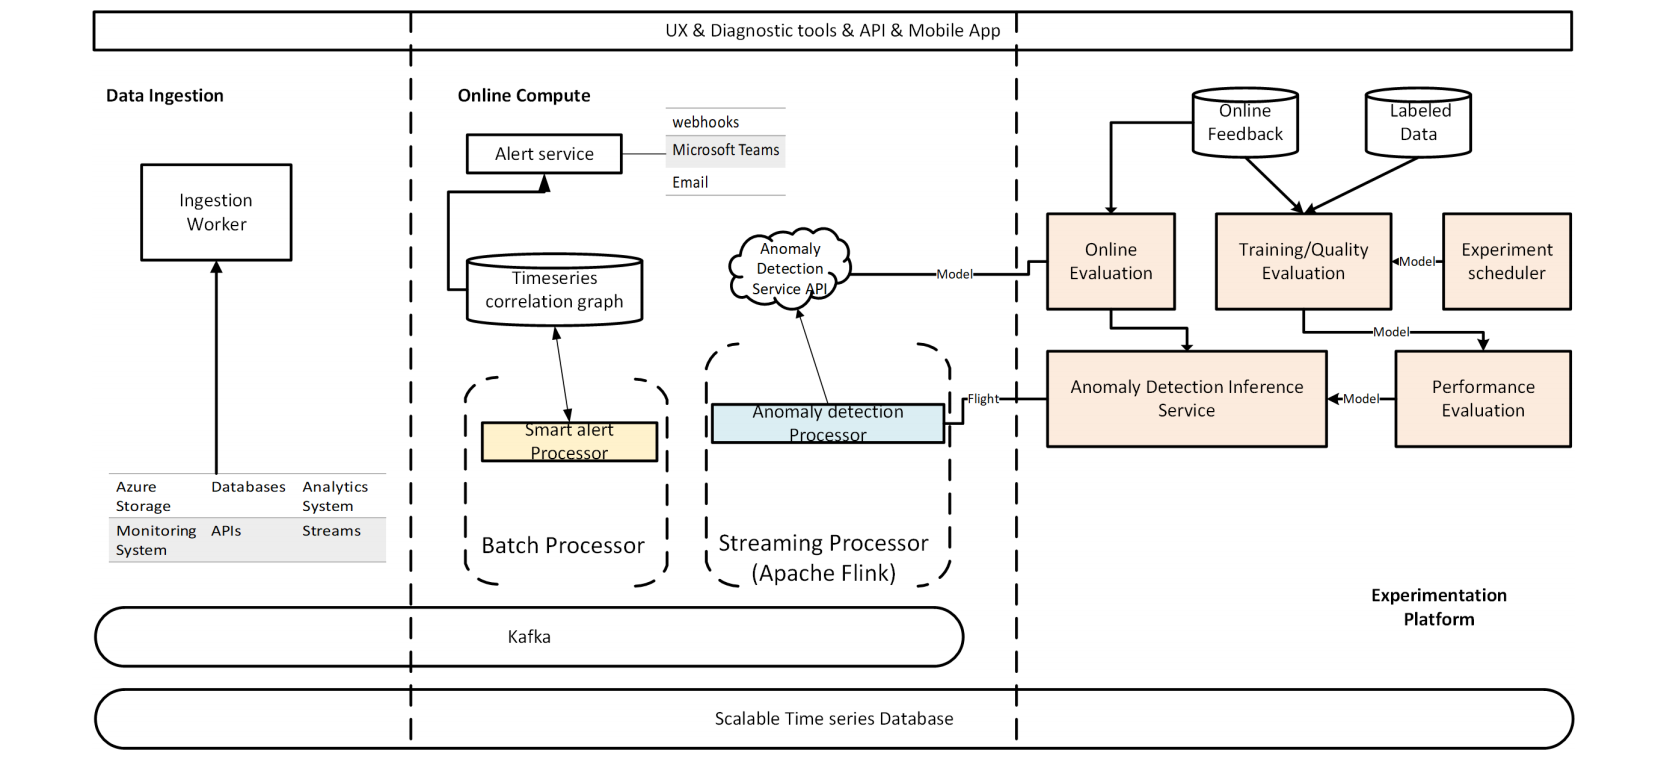 UX & Diagnostic tools & API & Mobile App
Data Ingestion
Ingestion
Worker
Azure
Storage
Databases
Analytics
System
Monitoring
System
APIs
Streams
Online Compute
Alert service
webhooks
Microsoft Teams
Email
Timeseries
correlation graph
Smart alert
Processor
Batch Processor
Anomaly
Detection
Service API
Anomaly detection
Processor
Streaming Processor
(Apache Flink)
Model
Flight
Online
Feedback
Labeled
Data
Online
Evaluation
Training/Quality
Evaluation
Model
Experiment
scheduler
Model
Anomaly Detection Inference
Service
Model
Performance
Evaluation
Experimentation
Platform
Kafka
Scalable Time series Database